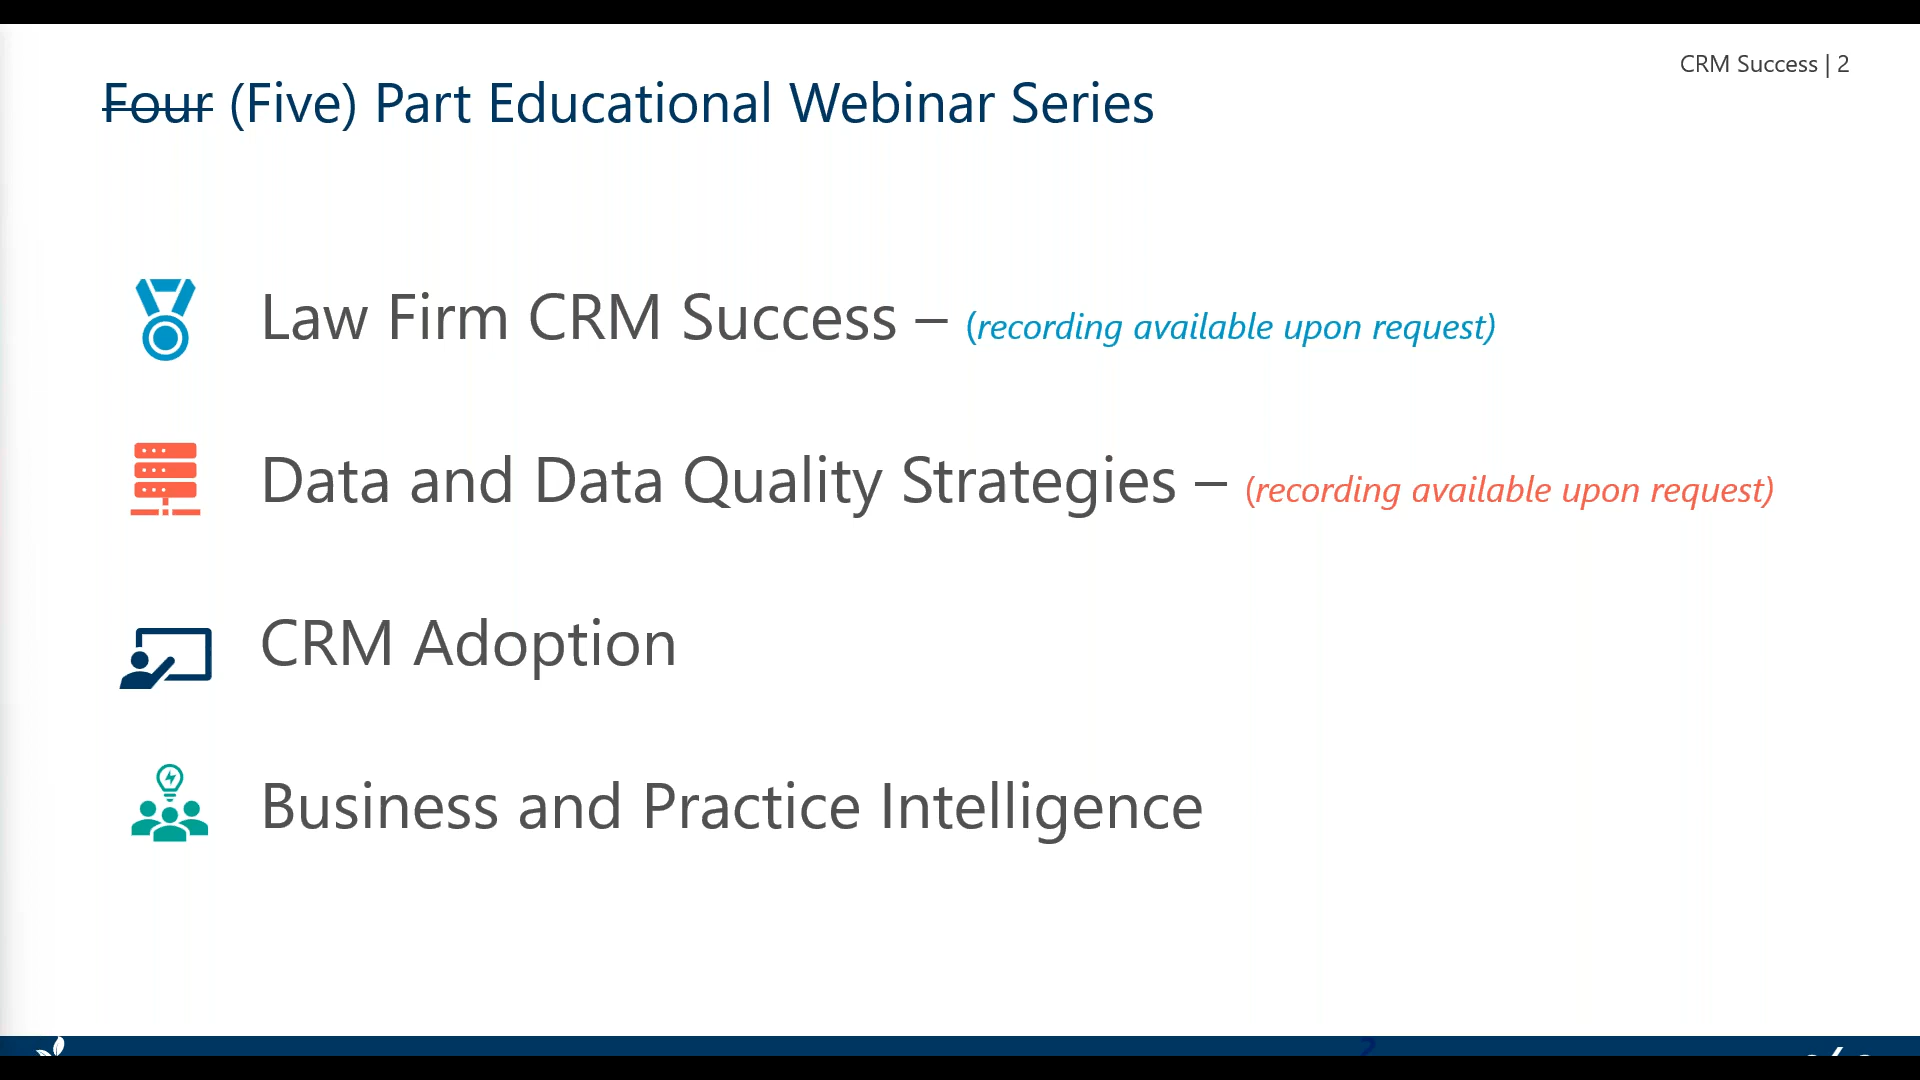 CRM Success | 2
Four (Five) Part Educational Webinar Series
Law Firm CRM Success – (recording available upon request)
Data and Data Quality Strategies – (recording available upon request)
CRM Adoption
Business and Practice Intelligence
2